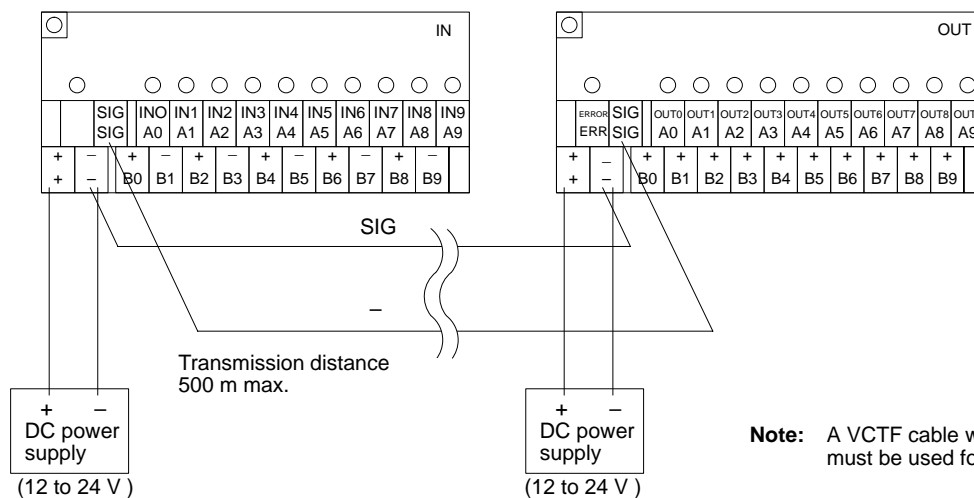 IN
SIG IN0 IN1 IN2 IN3 IN4 IN5 IN6 IN7 IN8 IN9
SIG A0 A1 A2 A3 A4 A5 A6 A7 A8 A9
+ – + – + – + – + – + –
+ – B0 B1 B2 B3 B4 B5 B6 B7 B8 B9
OUT
ERROR SIG OUT0 OUT1 OUT2 OUT3 OUT4 OUT5 OUT6 OUT7 OUT8
ERR SIG A0 A1 A2 A3 A4 A5 A6 A7 A8 A9
+ – + + + + + + + + + +
+ – B0 B1 B2 B3 B4 B5 B6 B7 B8 B9
SIG
–
Transmission distance
500 m max.
+ –
DC power
supply
(12 to 24 V )
+ –
DC power
supply
(12 to 24 V )
Note: A VCTF cable
must be used